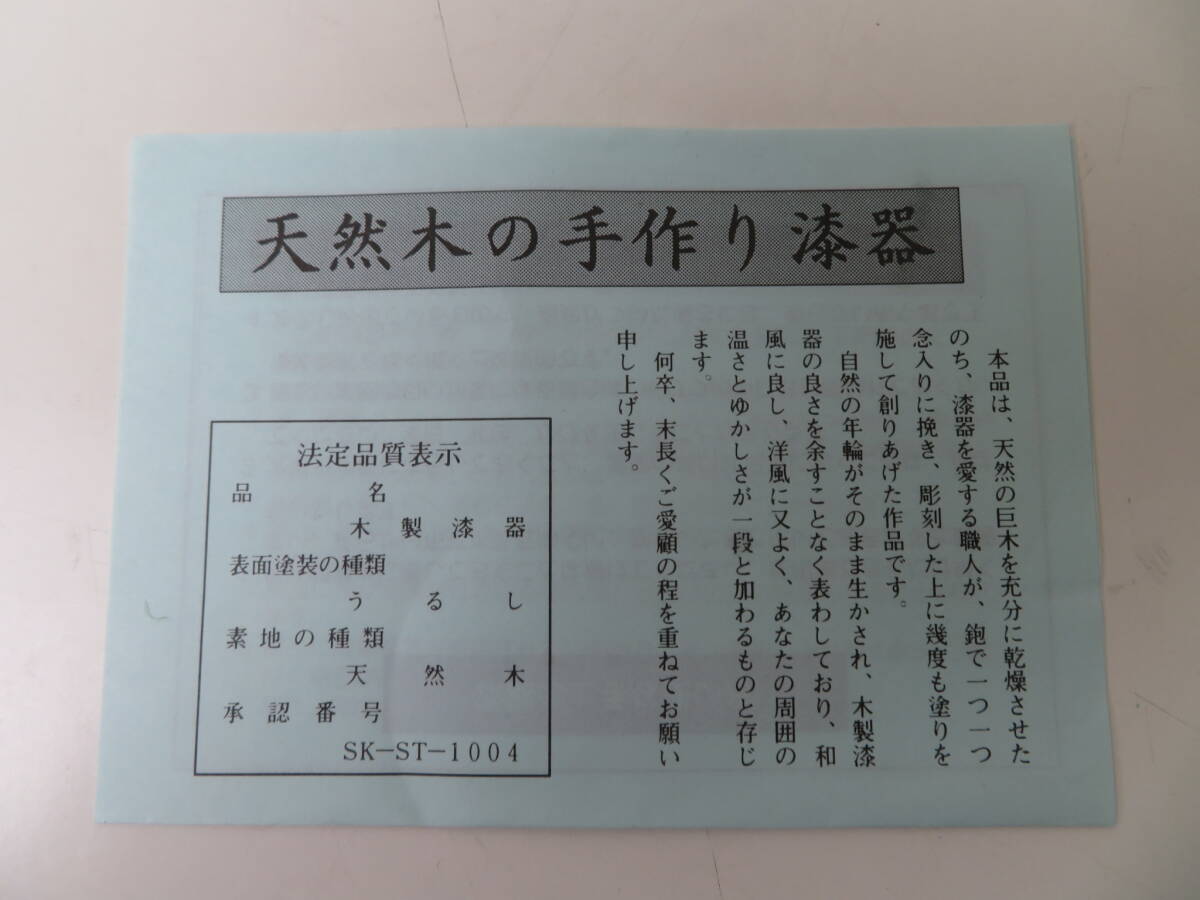 天然木の手作り漆器
本品は、天然の巨木を充分に乾燥させた
のち、漆器を愛する職人が、鉋で一つ一つ
念入りに挽き、彫刻した上に幾度も塗りを
施して創りあげた作品です。
自然の年輪がそのまま生かされ、木製漆
器の良さを余すことなく表わしており、和
風に良し、洋風に又よく、あなたの周囲の
温さとゆかしさが一段と加わるものと存じ
ます。
何卒、末長くご愛顧の程を重ねてお願い
申し上げます。
法定品質表示
品名
木製漆器
表面塗装の種類
うるし
素地の種類
天然木
承認番号
SK-ST-1004